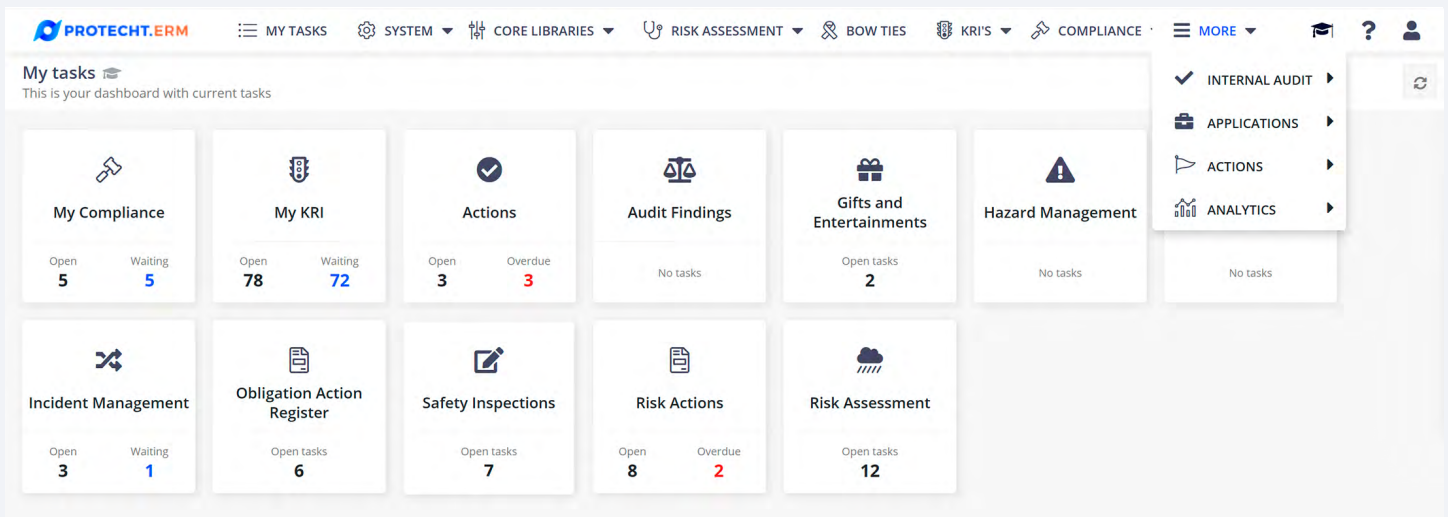 PROTECHT.ERM MY TASKS SYSTEM CORE LIBRARIES RISK ASSESSMENT BOW TIES KRI'S COMPLIANCE MORE ?
My tasks
This is your dashboard with current tasks
INTERNAL AUDIT
APPLICATIONS
ACTIONS
ANALYTICS
My Compliance
Open Waiting
5 5
My KRI
Open Waiting
78 72
Actions
Open Overdue
3 3
Audit Findings
No tasks
Gifts and
Entertainments
Open tasks
2
Hazard Management
No tasks
No tasks
Incident Management
Open Waiting
3 1
Obligation Action
Register
Open tasks
6
Safety Inspections
Open tasks
7
Risk Actions
Open Overdue
8 2
Risk Assessment
Open tasks
12